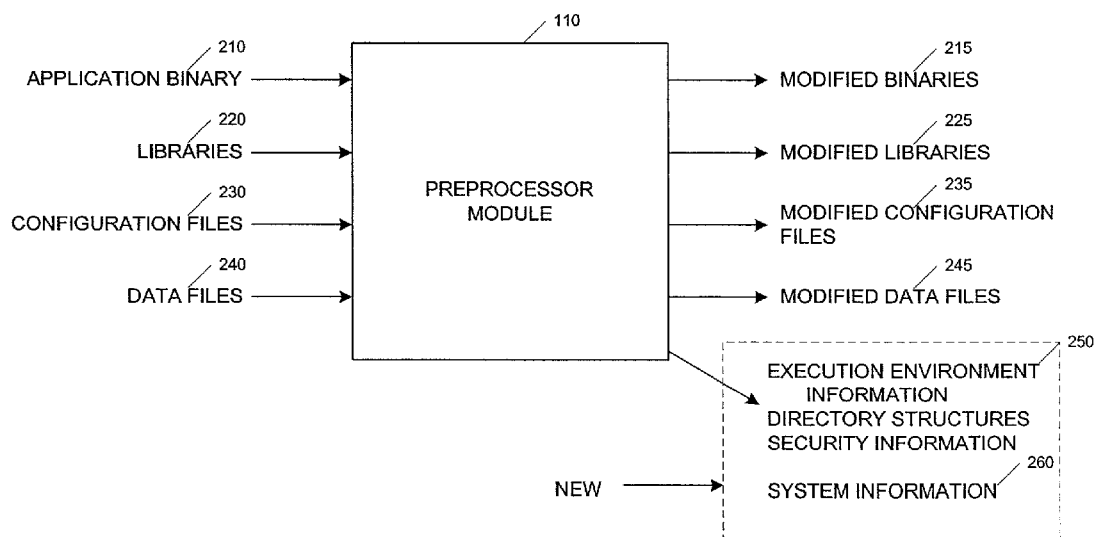 110
210
APPLICATION BINARY
220
LIBRARIES
230
CONFIGURATION FILES
240
DATA FILES
PREPROCESSOR
MODULE
215
MODIFIED BINARIES
225
MODIFIED LIBRARIES
235
MODIFIED CONFIGURATION
FILES
245
MODIFIED DATA FILES
250
EXECUTION ENVIRONMENT
INFORMATION
DIRECTORY STRUCTURES
SECURITY INFORMATION
260
NEW
SYSTEM INFORMATION